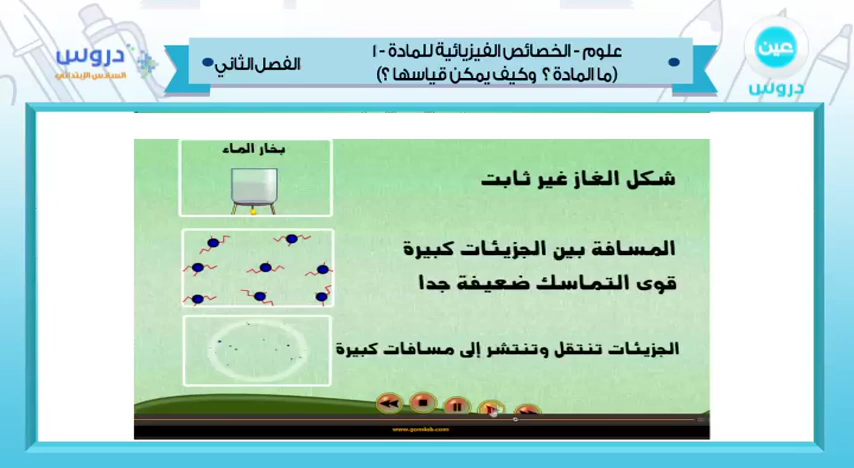 عين
دروس
علوم - الخصائص الفيزيائية للمادة - ١
(ما المادة ؟ وكيف يمكن قياسها ؟)
الفصل الثاني
دروس
السادس الإبتدائي
بخار الماء
شكل الغاز غير ثابت
المسافة بين الجزيئات كبيرة
قوى التماسك ضعيفة جدا
الجزيئات تنتقل وتنتشر إلى مسافات كبيرة